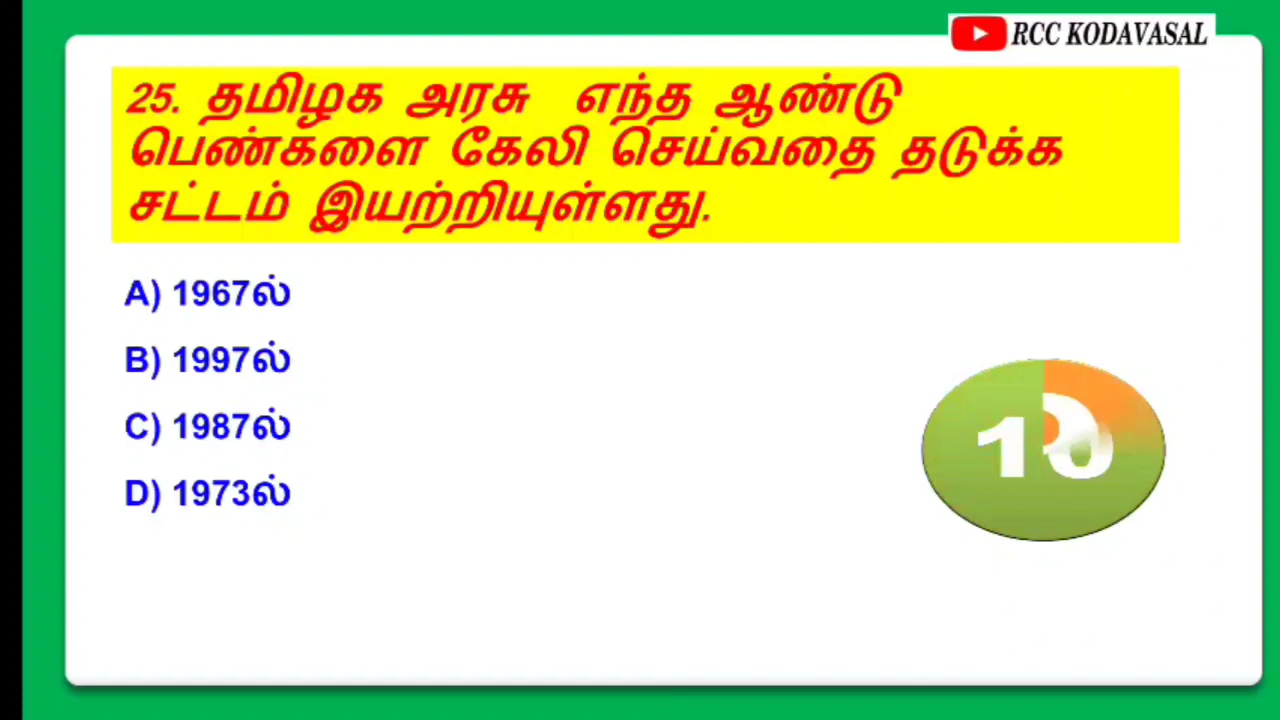 RCC KODAVASAL
25. தமிழக அரசு எந்த ஆண்டு
பெண்களை கேலி செய்வதை தடுக்க
சட்டம் இயற்றியுள்ளது.
A) 1967ல்
B) 1997ல்
C) 1987ல்
D) 1973ல்
10